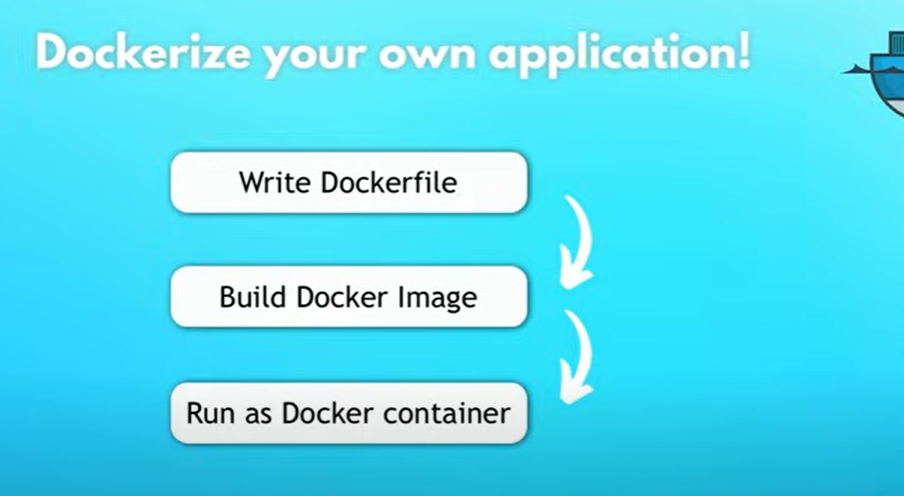 Dockerize your own application!
Write Dockerfile
Build Docker Image
Run as Docker container